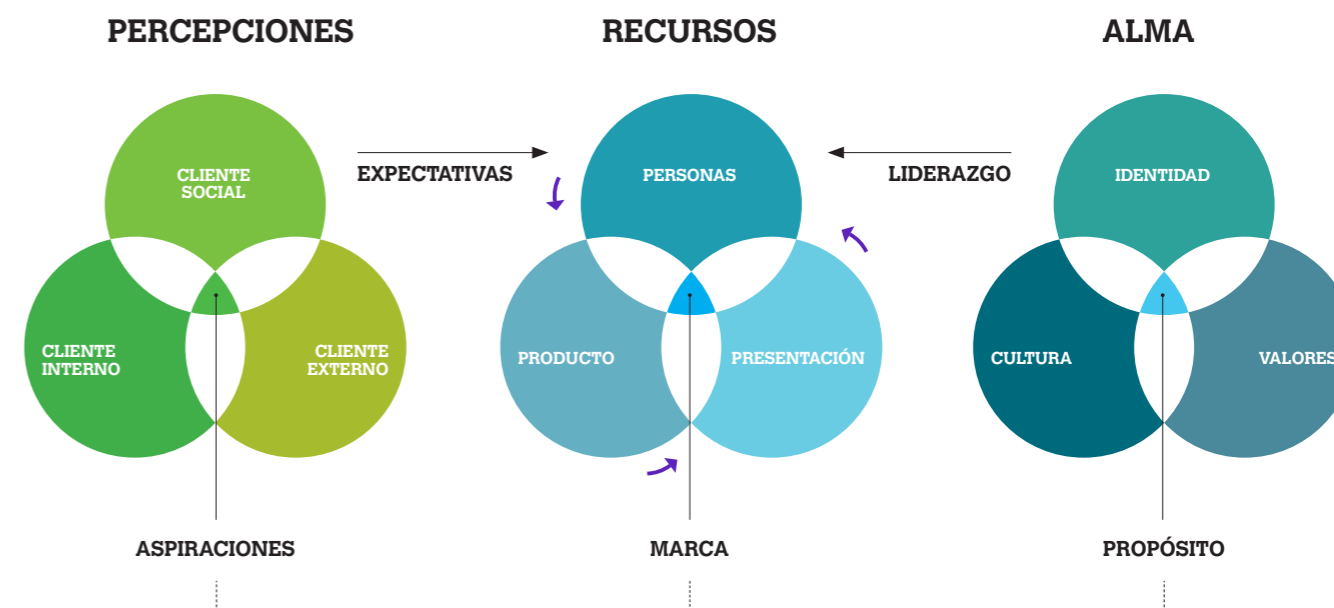 PERCEPCIONES
RECURSOS
ALMA
CLIENTE
SOCIAL
EXPECTATIVAS
PERSONAS
LIDERAZGO
IDENTIDAD
CLIENTE
INTERNO
CLIENTE
EXTERNO
PRODUCTO
PRESENTACIÓN
CULTURA
VALORES
ASPIRACIONES
MARCA
PROPÓSITO